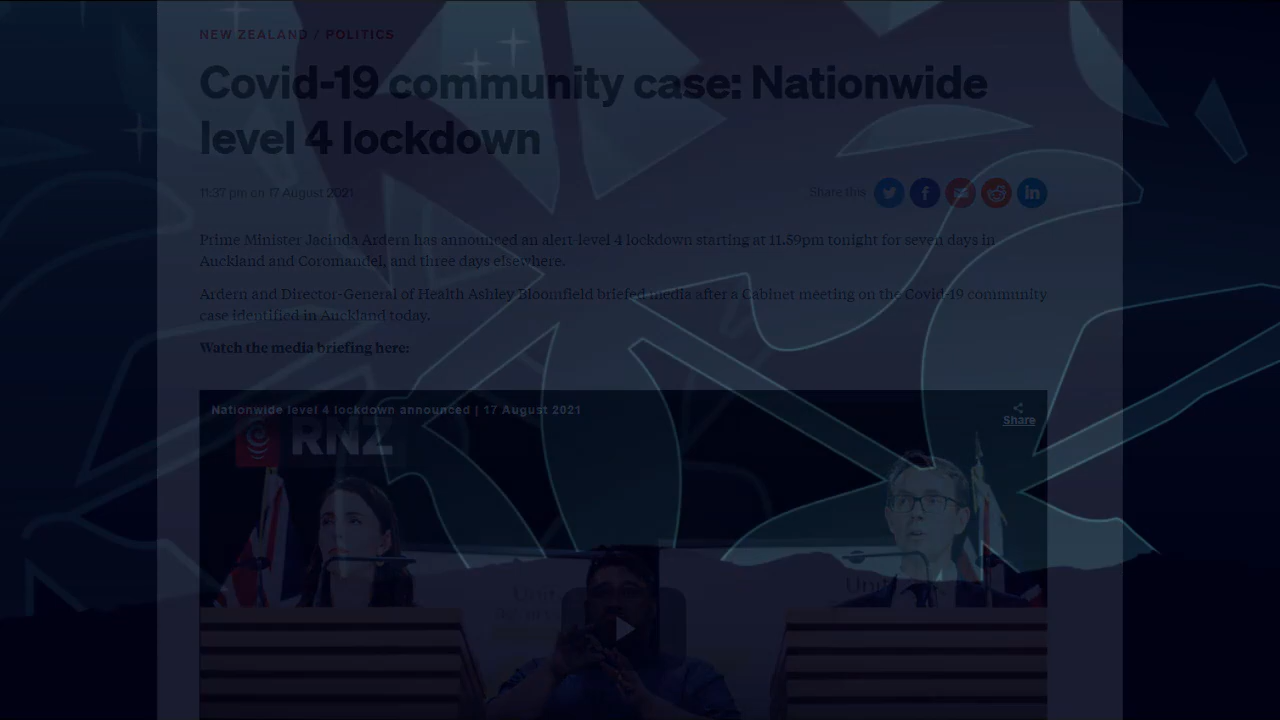 NEW ZEALAND / POLITICS
Covid-19 community case: Nationwide
level 4 lockdown
11:37 pm on 17 August 2021
Share this
Prime Minister Jacinda Ardern has announced an alert-level 4 lockdown starting at 11.59pm tonight for seven days in
Auckland and Coromandel, and three days elsewhere.
Ardern and Director-General of Health Ashley Bloomfield briefed media after a Cabinet meeting on the Covid-19 community
case identified in Auckland today.
Watch the media briefing here:
Nationwide level 4 lockdown announced | 17 August 2021
Share
RNZ